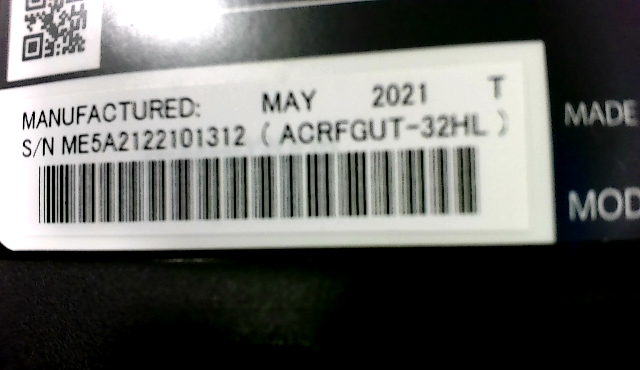 MANUFACTURED: MAY 2021 T
S/N ME5A2122101312 ( ACRFGUT-32HL )
MADE
MOD